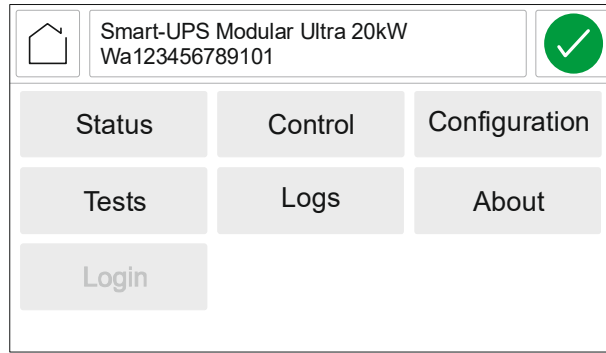 Smart-UPS Modular Ultra 20kW
Wa123456789101
Status
Control
Configuration
Tests
Logs
About
Login